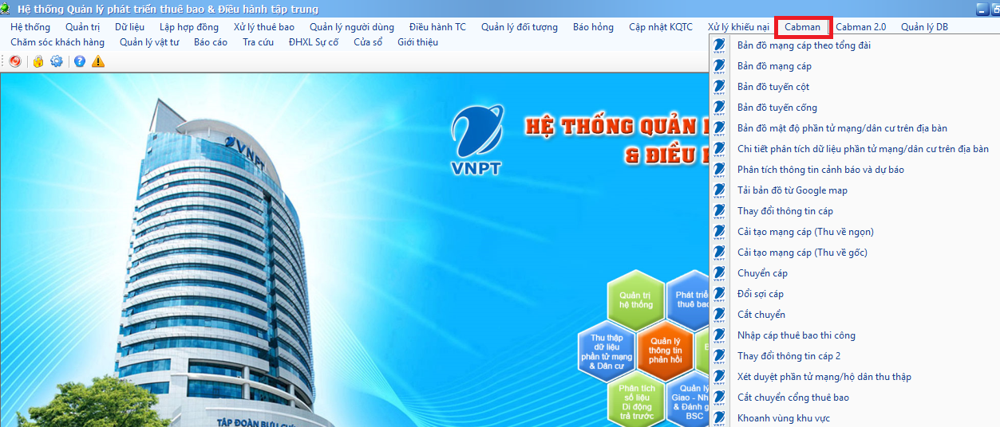 Hệ thống Quản lý phát triển thuê bao & Điều hành tập trung
Hệ thống Quản trị Dữ liệu Lập hợp đồng Xử lý thuê bao Quản lý người dùng Điều hành TC Quản lý đối tượng Báo hỏng Cập nhật KQTC Xử lý khiếu nại Cabman Cabman 2.0 Quản lý DB
Chăm sóc khách hàng Quản lý vật tư Báo cáo Tra cứu ĐHXL Sự cố Cửa sổ Giới thiệu
Bản đồ mạng cáp theo tổng đài
Bản đồ mạng cáp
Bản đồ tuyến cột
Bản đồ tuyến cống
Bản đồ mật độ phần tử mạng/dân cư trên địa bàn
Chi tiết phân tích dữ liệu phần tử mạng/dân cư trên địa bàn
Phân tích thông tin cảnh báo và dự báo
Tải bản đồ từ Google map
Thay đổi thông tin cáp
Cải tạo mạng cáp (Thu về ngọn)
Cải tạo mạng cáp (Thu về gốc)
Chuyển cáp
Đổi sợi cáp
Cắt chuyển
Nhập cáp thuê bao thi công
Thay đổi thông tin cáp 2
Xét duyệt phần tử mạng/hộ dân thu thập
Cắt chuyển cổng thuê bao
Khoanh vùng khu vực
VNPT
HỆ THỐNG QUẢN
& ĐIỀU
VNPT
Quản trị
hệ thống
Phát triể
thuê bao
Thu thập
dữ liệu
phần tử mạng
& Dân cư
Quản lý
thông tin
phản hồi
Phân tích
số liệu
Di động
trả trước
Quản lý
Giao - Nh
& Đánh g
BSC
TẬP ĐOÀN BƯU CHÍ